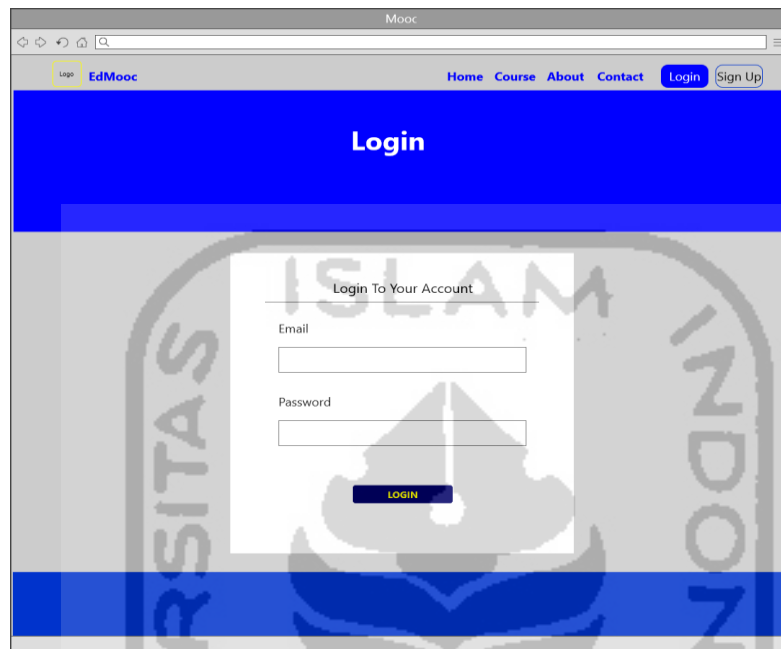 Mooc
Logo EdMooc Home Course About Contact Login Sign Up
Login
ISLAM
Login To Your Account
Email
Password
LOGIN
RSITAS
INDON